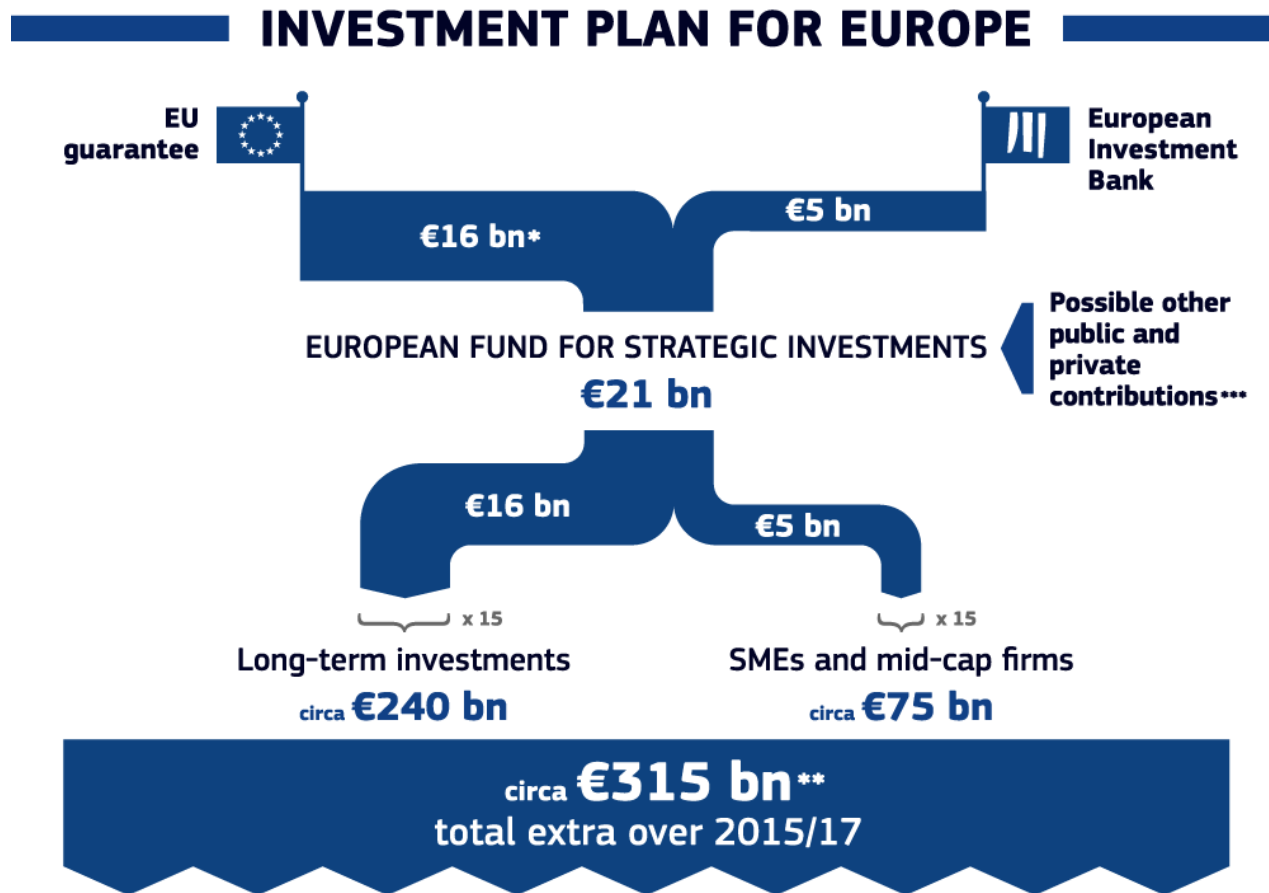 INVESTMENT PLAN FOR EUROPE
EU
guarantee
European
Investment
Bank
€16 bn*
€5 bn
Possible other
public and
private
contributions***
EUROPEAN FUND FOR STRATEGIC INVESTMENTS
€21 bn
€16 bn
€5 bn
x 15
x 15
Long-term investments
circa €240 bn
SMEs and mid-cap firms
circa €75 bn
circa €315 bn**
total extra over 2015/17